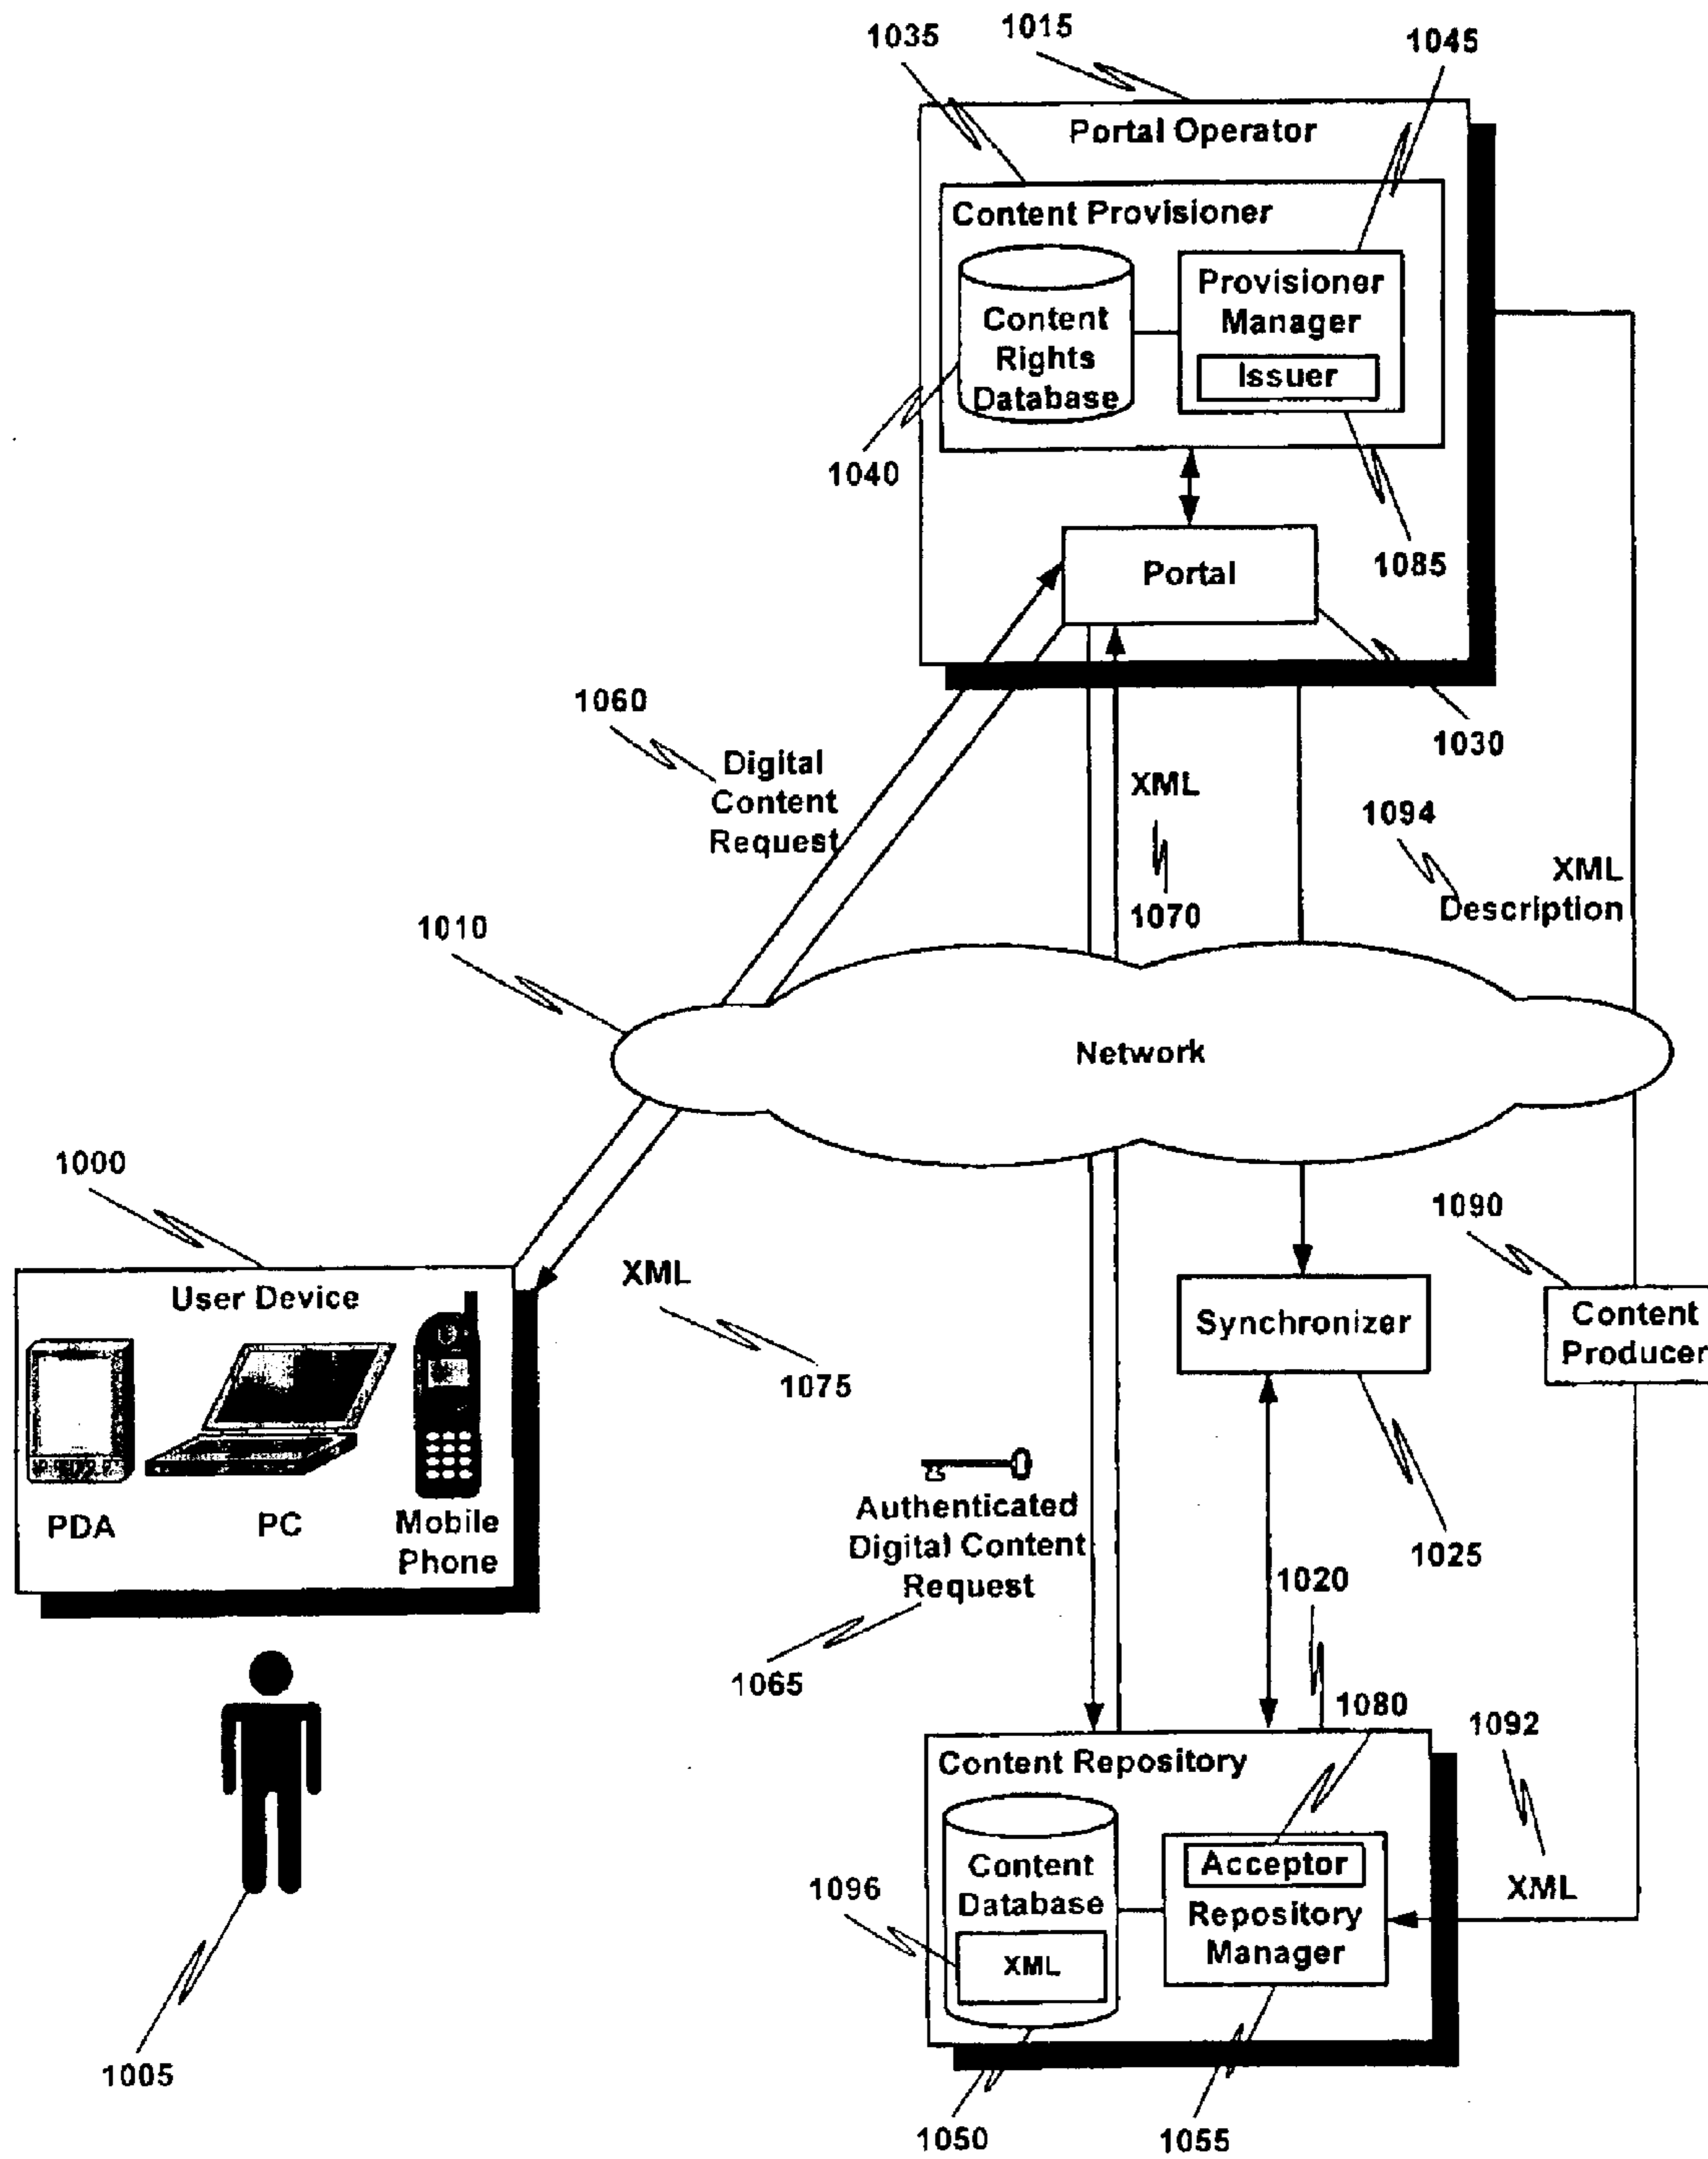 1035
1015
1045
Portal Operator
Content Provisioner
Content
Rights
Database
Provisioner
Manager
Issuer
1040
1085
Portal
1060
Digital
Content
Request
1030
XML
1070
1094
XML
Description
1010
Network
1000
User Device
PDA
PC
Mobile
Phone
XML
1075
1090
Synchronizer
Content
Producer
Authenticated
Digital Content
Request
1025
1020
1065
1080
1092
Content Repository
Content
Database
XML
Acceptor
Repository
Manager
XML
1096
1005
1050
1055